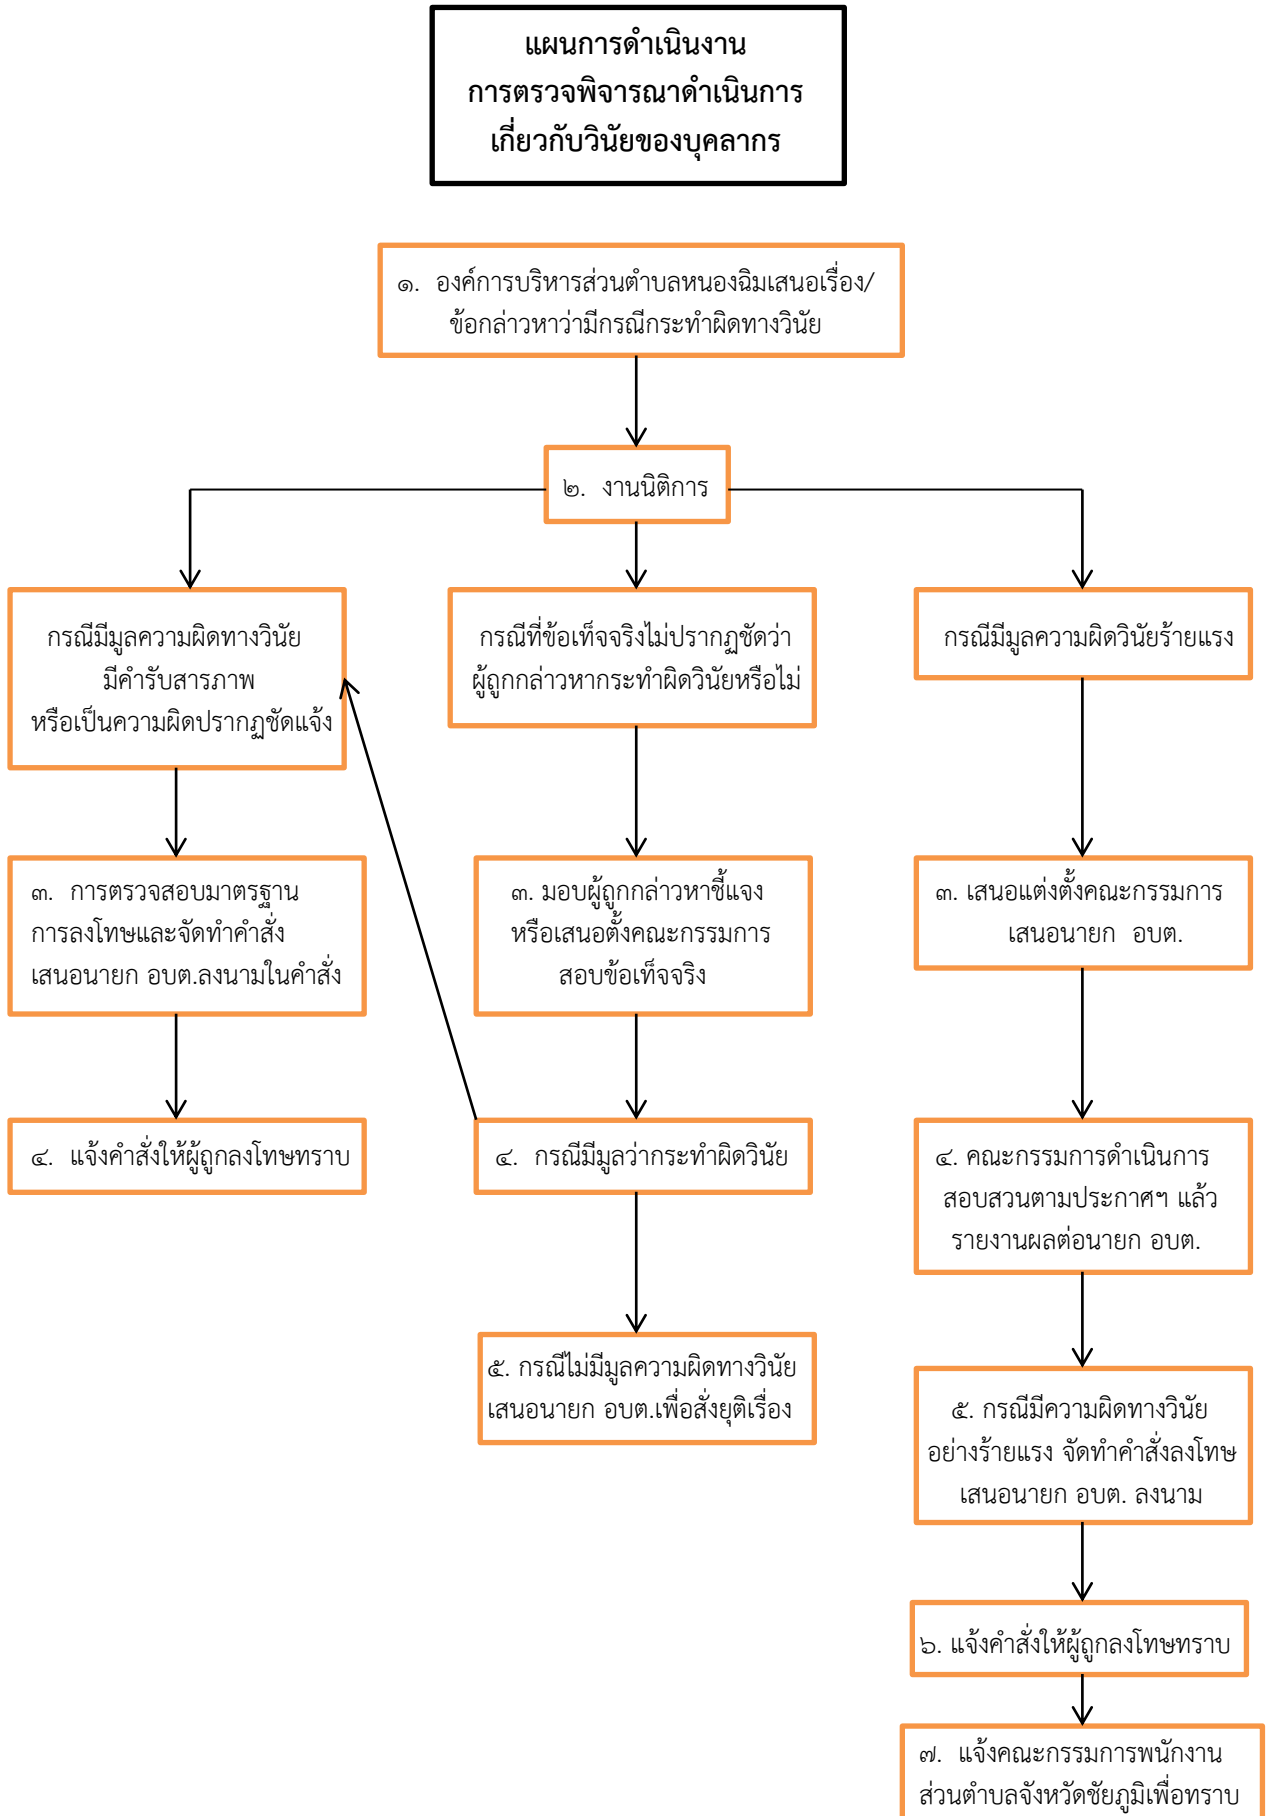 แผนการดำเนินงาน
การตรวจพิจารณาดำเนินการ
เกี่ยวกับวินัยของบุคลากร
๑. องค์การบริหารส่วนตำบลหนองฉิมเสนอเรื่อง/
ข้อกล่าวหาว่ามีกรณีกระทำผิดทางวินัย
๒. งานนิติการ
กรณีมีมูลความผิดทางวินัย
มีคำรับสารภาพ
หรือเป็นความผิดปรากฏชัดแจ้ง
กรณีที่ข้อเท็จจริงไม่ปรากฏชัดว่า
ผู้ถูกกล่าวหากระทำผิดวินัยหรือไม่
กรณีมีมูลความผิดวินัยร้ายแรง
๓. การตรวจสอบมาตรฐาน
การลงโทษและจัดทำคำสั่ง
เสนอนายก อบต.ลงนามในคำสั่ง
๓. มอบผู้ถูกกล่าวหาชี้แจง
หรือเสนอตั้งคณะกรรมการ
สอบข้อเท็จจริง
๓. เสนอแต่งตั้งคณะกรรมการ
เสนอนายก อบต.
๔. แจ้งคำสั่งให้ผู้ถูกลงโทษทราบ
๔. กรณีมีมูลว่ากระทำผิดวินัย
๔. คณะกรรมการดำเนินการ
สอบสวนตามประกาศฯ แล้ว
รายงานผลต่อนายก อบต.
๕. กรณีไม่มีมูลความผิดทางวินัย
เสนอนายก อบต.เพื่อสั่งยุติเรื่อง
๕. กรณีมีความผิดทางวินัย
อย่างร้ายแรง จัดทำคำสั่งลงโทษ
เสนอนายก อบต. ลงนาม
๖. แจ้งคำสั่งให้ผู้ถูกลงโทษทราบ
๗. แจ้งคณะกรรมการพนักงาน
ส่วนตำบลจังหวัดชัยภูมิเพื่อทราบ